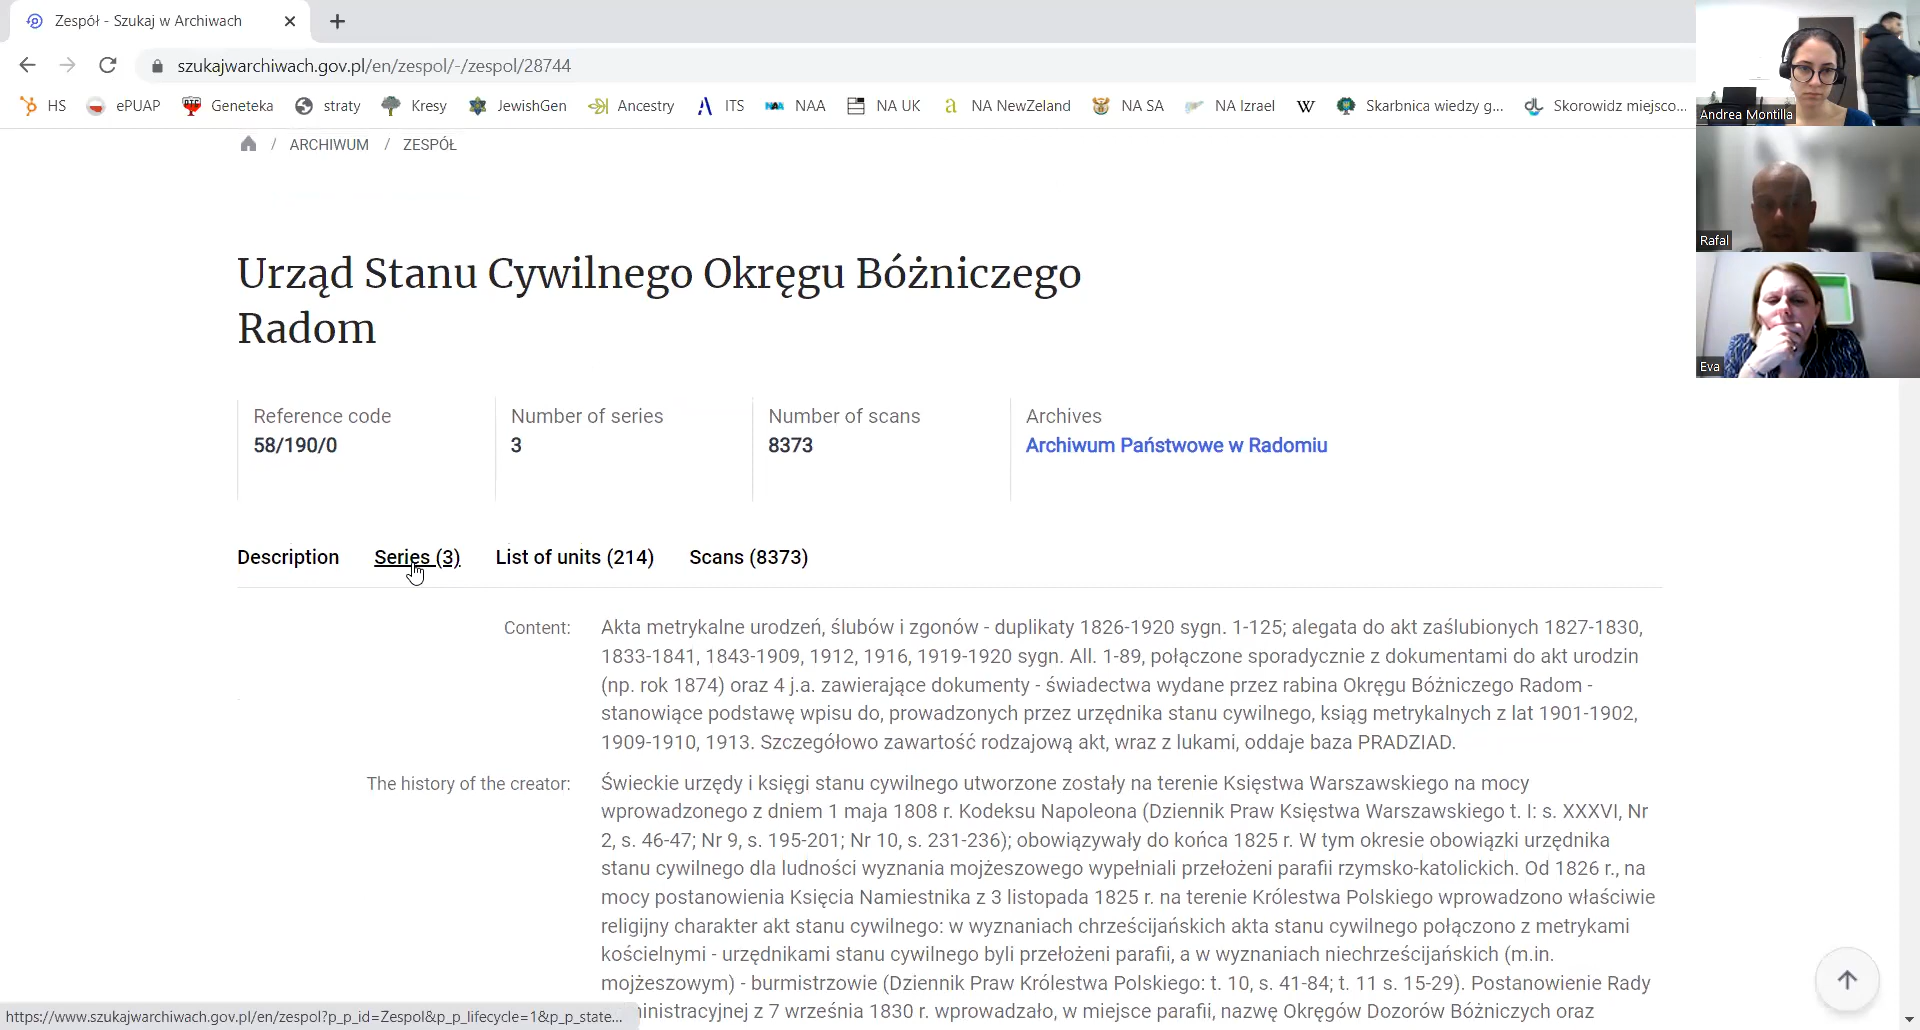 Zespół - Szukaj w Archiwach
szukajwarchiwach.gov.pl/en/zespol/-/zespol/28744
HS ePUAP Geneteka straty Kresy JewishGen Ancestry ITS NAA NA UK NA NewZeland NA SA NA Izrael Skarbnica wiedzy g... Skorowidz miejsco...
Andrea Montilla
Rafal
Eva
/ ARCHIWUM / ZESPÓŁ
Urząd Stanu Cywilnego Okręgu Bóżniczego
Radom
Reference code Number of series Number of scans Archives
58/190/0 3 8373 Archiwum Państwowe w Radomiu
Description Series (3) List of units (214) Scans (8373)
Content: Akta metrykalne urodzeń, ślubów i zgonów - duplikaty 1826-1920 sygn. 1-125; alegata do akt zaślubionych 1827-1830,
1833-1841, 1843-1909, 1912, 1916, 1919-1920 sygn. All. 1-89, połączone sporadycznie z dokumentami do akt urodzin
(np. rok 1874) oraz 4 j.a. zawierające dokumenty - świadectwa wydane przez rabina Okręgu Bóżniczego Radom -
stanowiące podstawę wpisu do, prowadzonych przez urzędnika stanu cywilnego, ksiąg metrykalnych z lat 1901-1902,
1909-1910, 1913. Szczegółowo zawartość rodzajową akt, wraz z lukami, oddaje baza PRADZIAD.
The history of the creator: Świeckie urzędy i księgi stanu cywilnego utworzone zostały na terenie Księstwa Warszawskiego na mocy
wprowadzonego z dniem 1 maja 1808 r. Kodeksu Napoleona (Dziennik Praw Księstwa Warszawskiego t. I: s. XXXVI, Nr
2, s. 46-47; Nr 9, s. 195-201; Nr 10, s. 231-236); obowiązywały do końca 1825 r. W tym okresie obowiązki urzędnika
stanu cywilnego dla ludności wyznania mojżeszowego wypełniali przełożeni parafii rzymsko-katolickich. Od 1826 r., na
mocy postanowienia Księcia Namiestnika z 3 listopada 1825 r. na terenie Królestwa Polskiego wprowadzono właściwie
religijny charakter akt stanu cywilnego: w wyznaniach chrześcijańskich akta stanu cywilnego połączono z metrykami
kościelnymi - urzędnikami stanu cywilnego byli przełożeni parafii, a w wyznaniach niechrześcijańskich (m.in.
mojżeszowym) - burmistrzowie (Dziennik Praw Królestwa Polskiego: t. 10, s. 41-84; t. 11 s. 15-29). Postanowienie Rady
ministracyjnej z 7 września 1830 r. wprowadzało, w miejsce parafii, nazwę Okręgów Dozorów Bóżniczych oraz
https://www.szukajwarchiwach.gov.pl/en/zespol?p_p_id=Zespol&p_p_lifecycle=1&p_p_state...